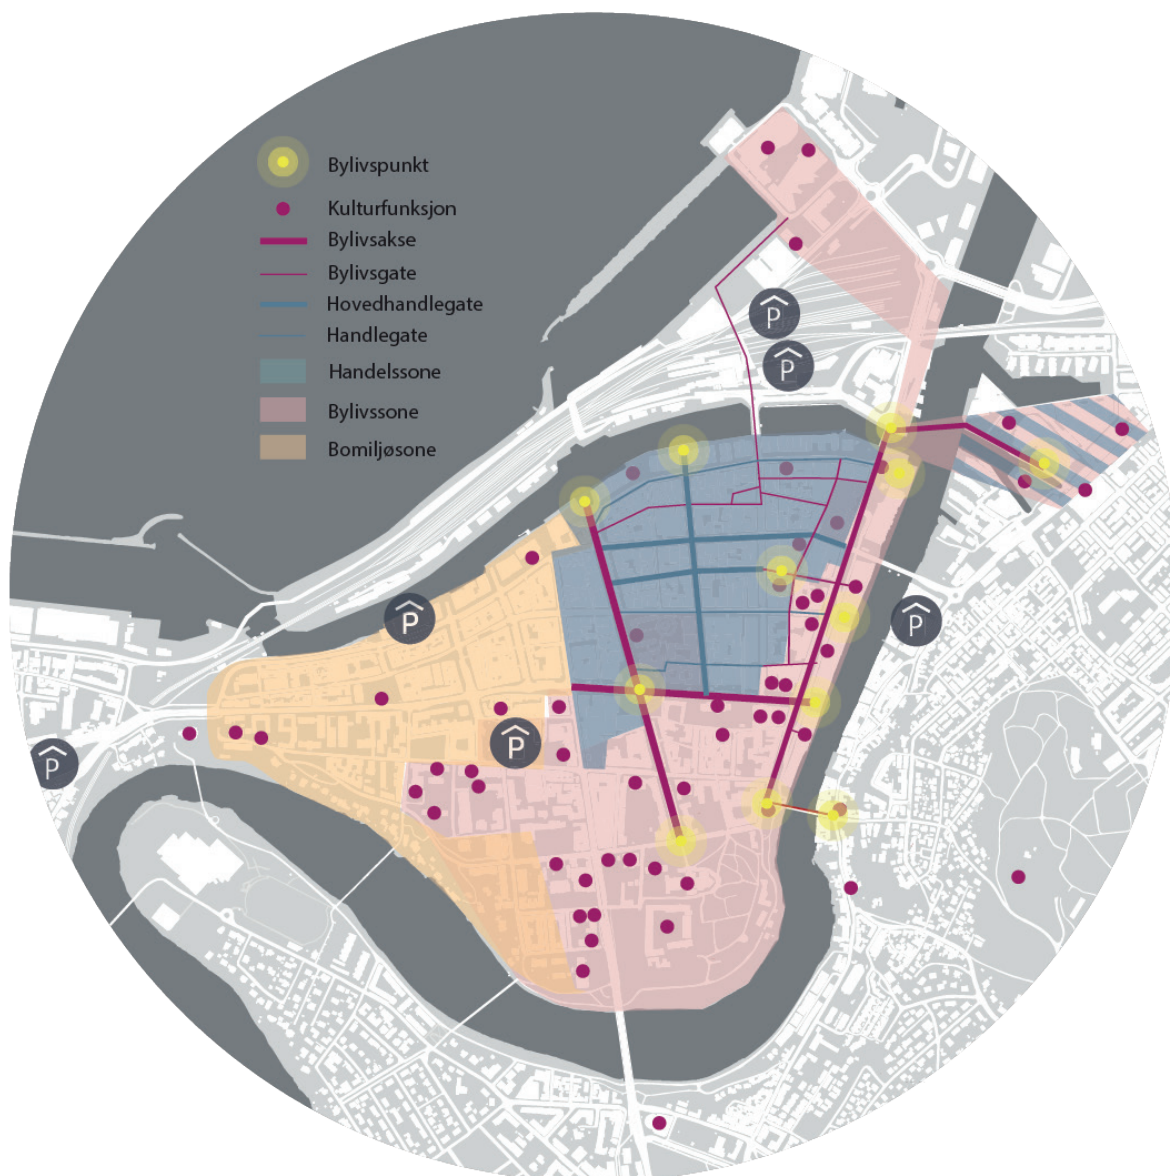 Bylivspunkt
Kulturfunksjon
Bylivsakse
Bylivsgate
Hovedhandlegate
Handlegate
Handelssone
Bylivssone
Bomiljøsone
P
P
P
P
P
P